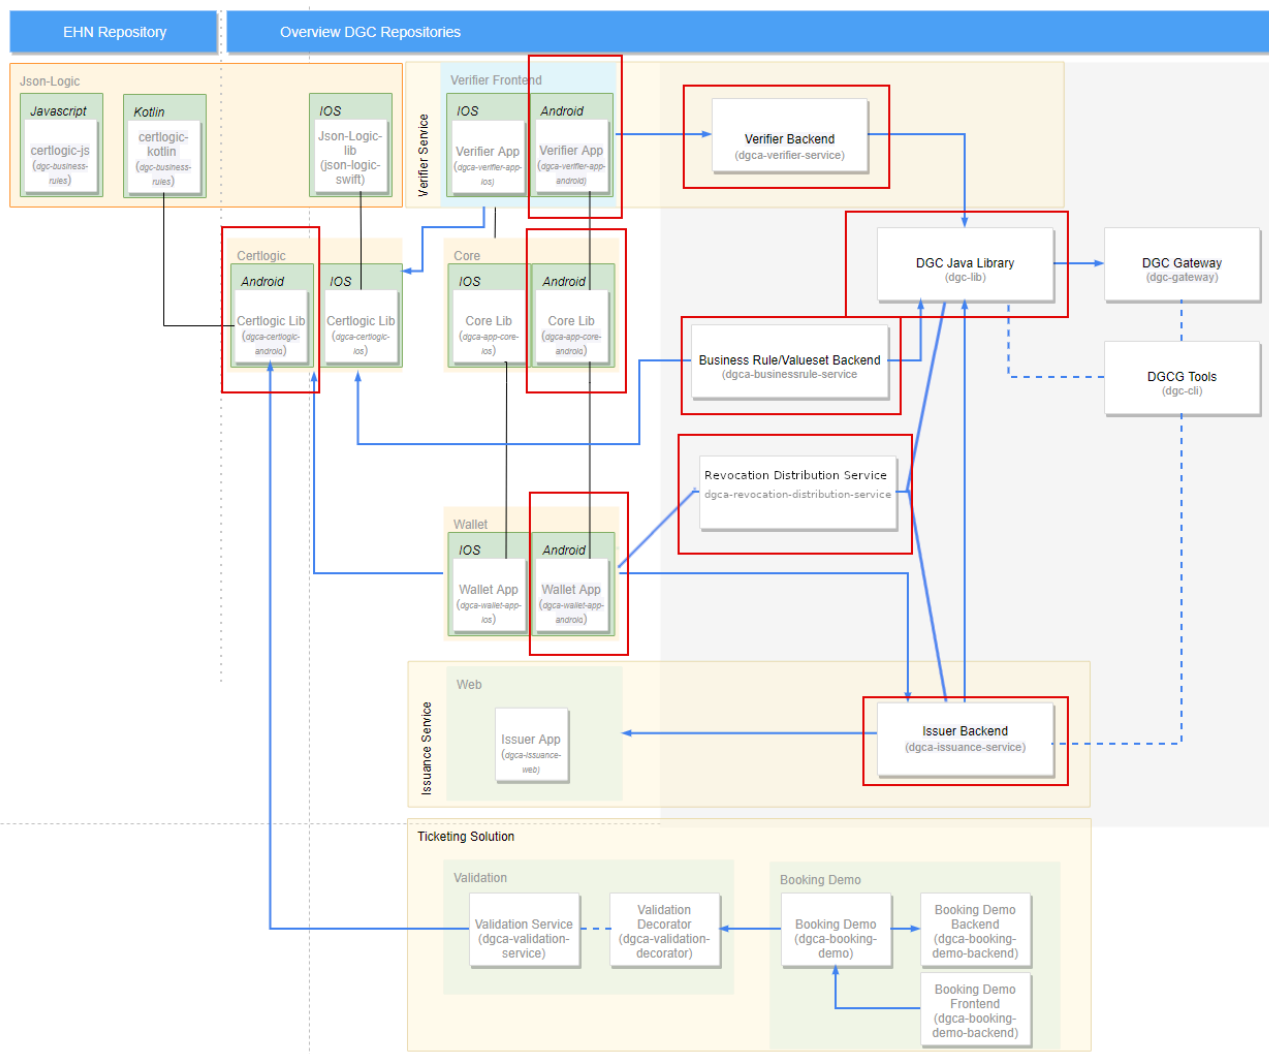 EHN Repository
Overview DGC Repositories
Json-Logic
Javascript
certlogic-js
(dgc-business-
rules)
Kotlin
certlogic-
kotlin
(dgc-business-
rules)
IOS
Json-Logic-
lib
(json-logic-
swift)
Verifier Service
Verifier Frontend
IOS
Verifier App
(dgca-verifier-app-
ios)
Android
Verifier App
(dgca-verifier-app-
android)
Verifier Backend
(dgca-verifier-service)
Certlogic
Android
Certlogic Lib
(dgca-certlogic-
android)
IOS
Certlogic Lib
(dgca-certlogic-
ios)
Core
IOS
Core Lib
(dgca-app-core-
ios)
Android
Core Lib
(dgca-app-core-
android)
DGC Java Library
(dgc-lib)
DGC Gateway
(dgc-gateway)
Business Rule/Valueset Backend
(dgca-businessrule-service
DGCG Tools
(dgc-cli)
Revocation Distribution Service
dgca-revocation-distribution-service
Wallet
IOS
Wallet App
(dgca-wallet-app-
ios)
Android
Wallet App
(dgca-wallet-app-
android)
Issuance Service
Web
Issuer App
(dgca-issuance-
web)
Issuer Backend
(dgca-issuance-service)
Ticketing Solution
Validation
Validation Service
(dgca-validation-
service)
Validation
Decorator
(dgca-validation-
decorator)
Booking Demo
Booking Demo
(dgca-booking-
demo)
Booking Demo
Backend
(dgca-booking-
demo-backend)
Booking Demo
Frontend
(dgca-booking-
demo-backend)